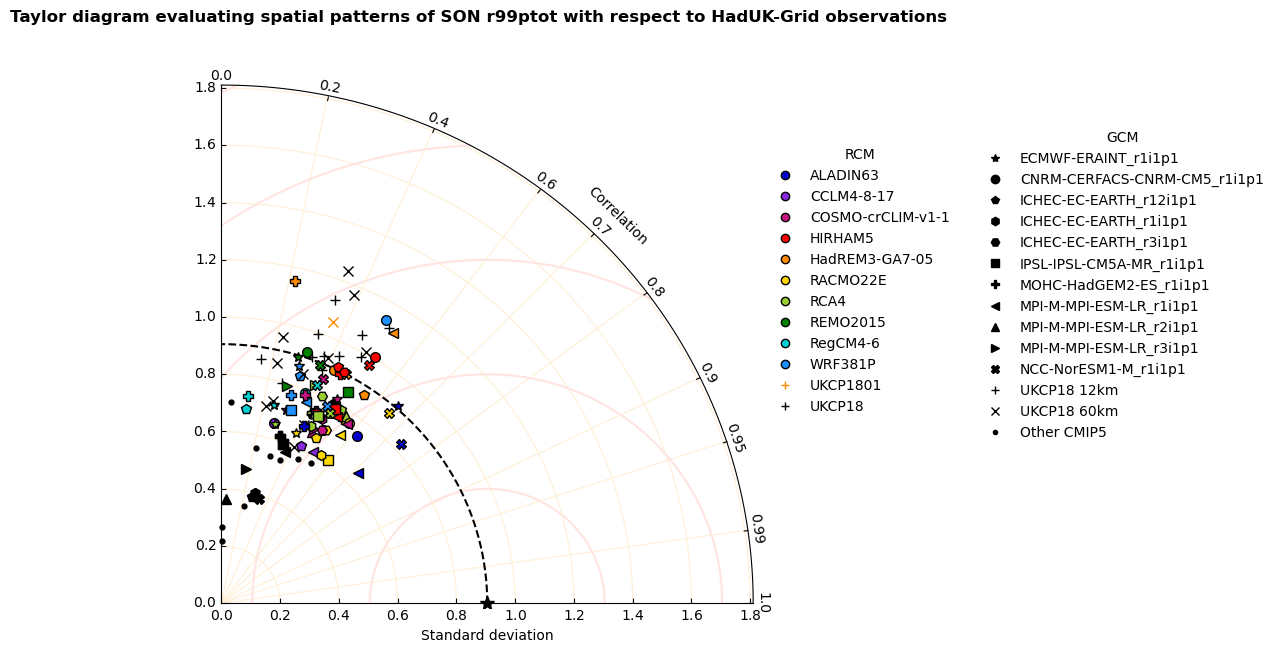 Taylor diagram evaluating spatial patterns of SON r99ptot with respect to HadUK-Grid observations
0.0
0.2
0.4
0.6
0.7
0.8
0.9
0.95
0.99
1.0
Correlation
1.8
1.6
1.4
1.2
1.0
0.8
0.6
0.4
0.2
0.0
0.0 0.2 0.4 0.6 0.8 1.0 1.2 1.4 1.6 1.8
Standard deviation
RCM
ALADIN63
CCLM4-8-17
COSMO-crCLIM-v1-1
HIRHAM5
HadREM3-GA7-05
RACMO22E
RCA4
REMO2015
RegCM4-6
WRF381P
UKCP1801
UKCP18
GCM
ECMWF-ERAINT_r1i1p1
CNRM-CERFACS-CNRM-CM5_r1i1p1
ICHEC-EC-EARTH_r12i1p1
ICHEC-EC-EARTH_r1i1p1
ICHEC-EC-EARTH_r3i1p1
IPSL-IPSL-CM5A-MR_r1i1p1
MOHC-HadGEM2-ES_r1i1p1
MPI-M-MPI-ESM-LR_r1i1p1
MPI-M-MPI-ESM-LR_r2i1p1
MPI-M-MPI-ESM-LR_r3i1p1
NCC-NorESM1-M_r1i1p1
UKCP18 12km
UKCP18 60km
Other CMIP5